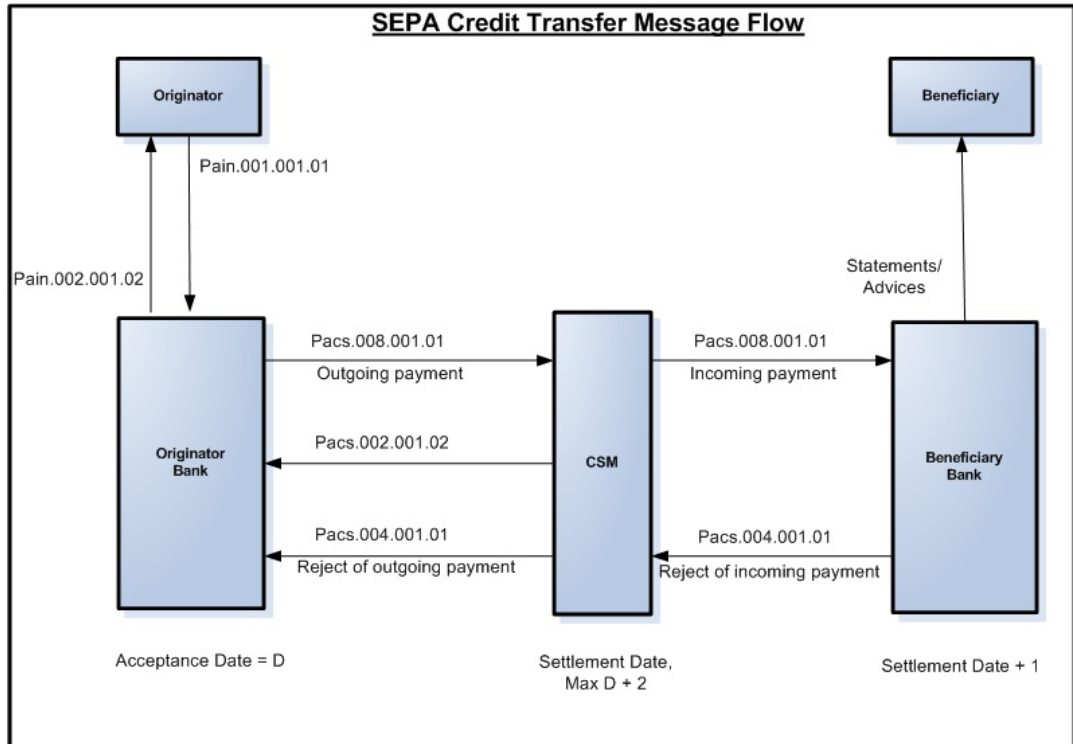 SEPA Credit Transfer Message Flow
Originator
Beneficiary
Pain.001.001.01
Pain.002.001.02
Statements/
Advices
Pacs.008.001.01
Outgoing payment
Pacs.008.001.01
Incoming payment
Pacs.002.001.02
Originator
Bank
CSM
Beneficiary
Bank
Pacs.004.001.01
Reject of outgoing payment
Pacs.004.001.01
Reject of incoming payment
Acceptance Date = D
Settlement Date,
Max D + 2
Settlement Date + 1